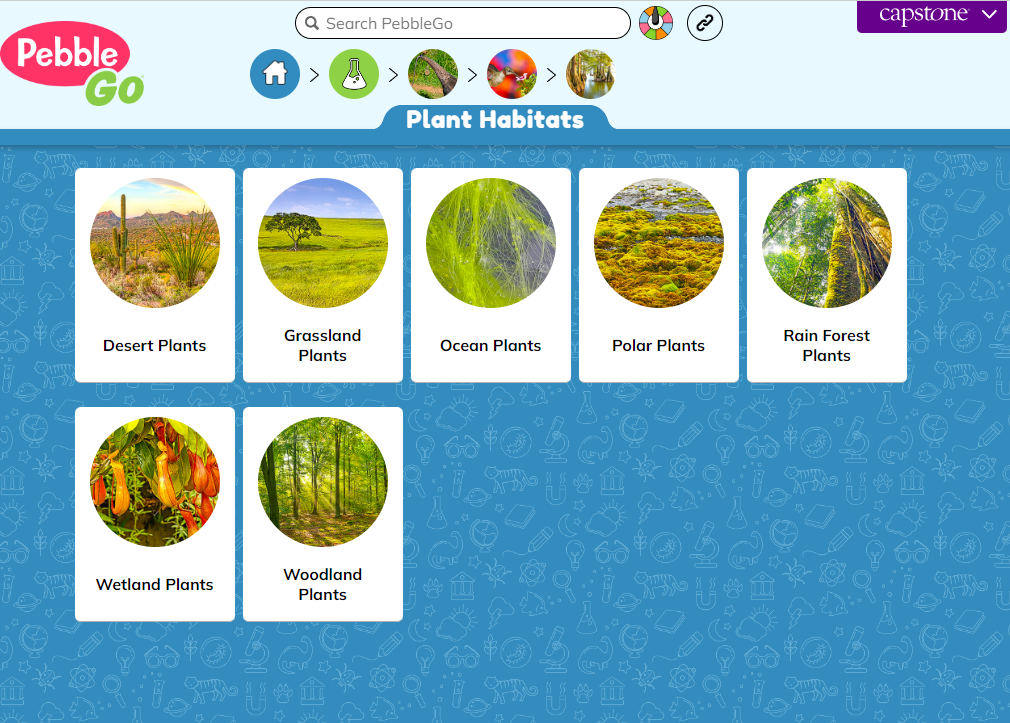 capstone
Search PebbleGo
Pebble
Go
Plant Habitats
Desert Plants
Grassland
Plants
Ocean Plants
Polar Plants
Rain Forest
Plants
Wetland Plants
Woodland
Plants